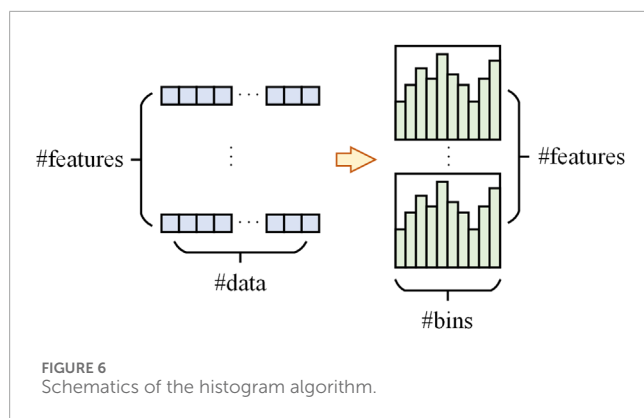 #features
#data
#features
#bins
FIGURE 6
Schematics of the histogram algorithm.